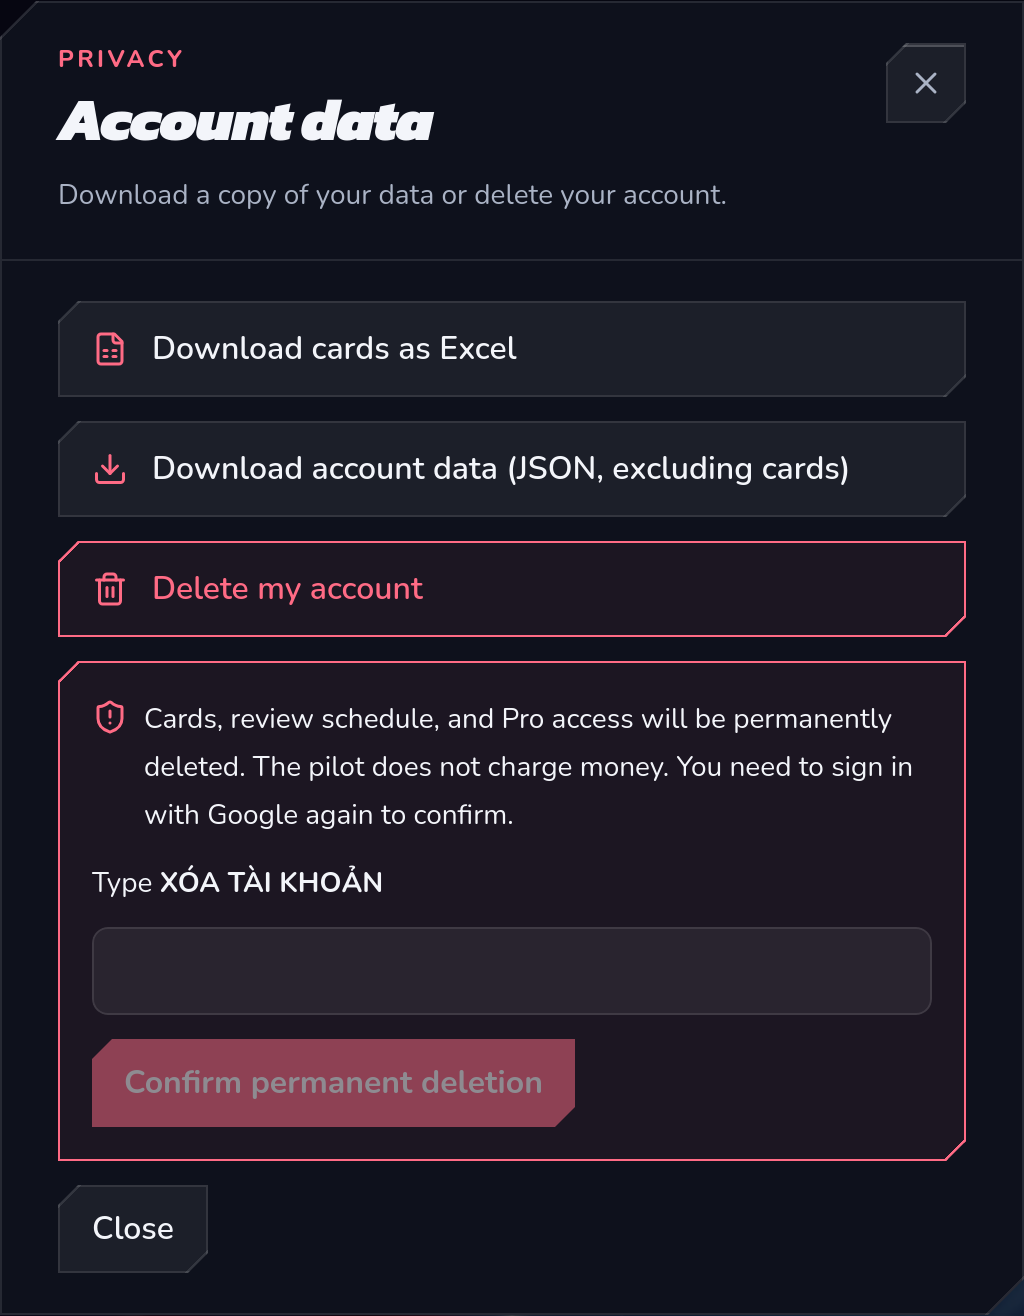 PRIVACY
Account data
Download a copy of your data or delete your account.
Download cards as Excel
Download account data (JSON, excluding cards)
Delete my account
Cards, review schedule, and Pro access will be permanently
deleted. The pilot does not charge money. You need to sign in
with Google again to confirm.
Type XÓA TÀI KHOẢN
Confirm permanent deletion
Close